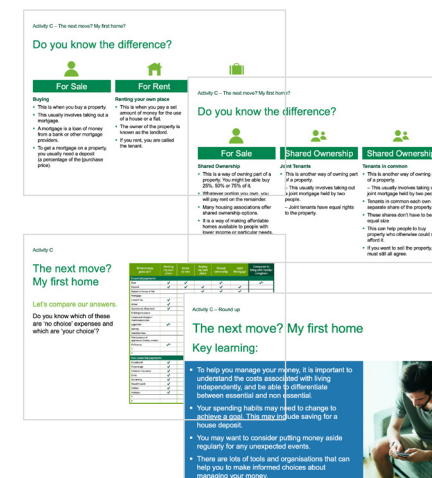 Activity C – The next move? My first home?
Do you know the difference?
For Sale
For Rent
Buying
• This is when you buy a property.
• This usually involves taking out a mortgage.
• A mortgage is a loan of money from a bank or other mortgage providers.
• To get a mortgage on a property, you usually need a deposit (a percentage of the purchase price).
Renting your own place
• This is when you pay a set amount of money for the use of a house or a flat.
• The owner of the property is known as the landlord.
• If you rent, you are called the tenant.
Activity C – The next move? My first home?
Do you know the difference?
For Sale
Shared Ownership
Shared Ownership
Shared Ownership
• This is a way of owning part of a property. You might be able buy 25%, 50% or 75% of it.
• Whatever portion you own, you will pay rent on the remainder.
• Many housing associations offer shared ownership options.
• It is a way of making affordable homes available to people with lower income or particular needs.
Joint Tenants
• This is another way of owning part of a property.
– This usually involves taking out joint mortgage held by two people.
– Joint tenants have equal rights to the property.
Tenants in common
• This is another way of owning of a property.
– This usually involves taking joint mortgage held by two
• Tenants in common each own separate share of the property.
• These shares don't have to be equal size
• This can help people to buy property who otherwise could afford it.
• If you want to sell the property, must still all agree.
Activity C
The next move?
My first home
Let's compare our answers.
Do you know which of these are 'no choice' expenses and which are 'your choice'?
Activity C – Round up
The next move? My first home
Key learning:
• To help you manage your money, it is important to understand the costs associated with living independently, and be able to differentiate between essential and non essential.
• Your spending habits may need to change to achieve a goal. This may include saving for a house deposit.
• You may want to consider putting money aside regularly for any unexpected events.
• There are lots of tools and organisations that can help you to make informed choices about managing your money.